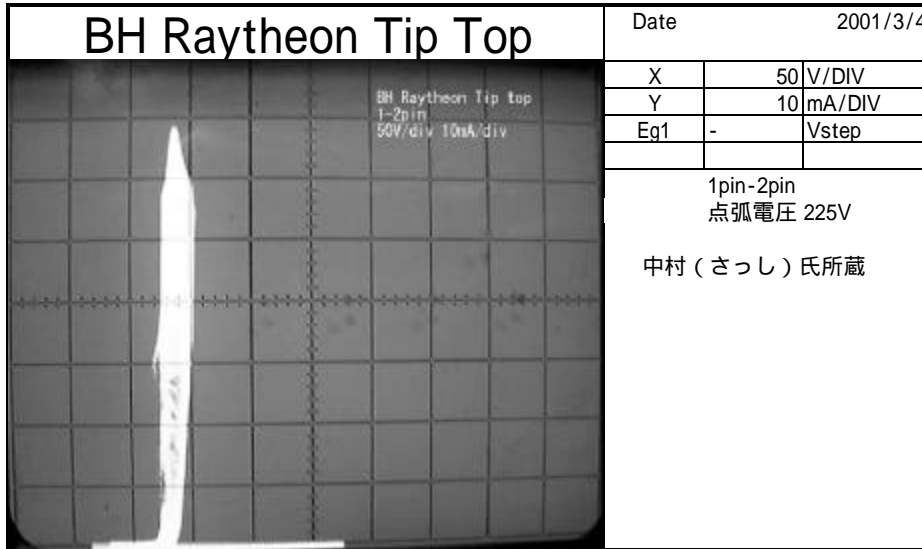 BH Raytheon Tip Top
Date 2001/3/4
BH Raytheon Tip top
1-2pin
50V/div 10mA/div
X 50 V/DIV
Y 10 mA/DIV
Eg1 - Vstep
1pin-2pin
点弧電圧 225V
中村（さっし）氏所蔵